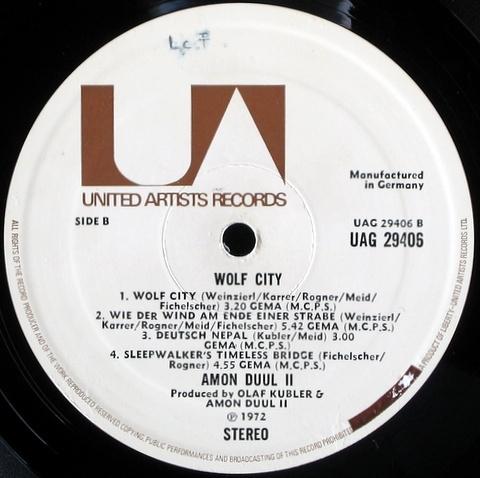 L.C.F
UA
UNITED ARTISTS RECORDS
Manufactured
in Germany
SIDE B
UAG 29406 B
UAG 29406
WOLF CITY
1. WOLF CITY (Weinzierl/Karrer/Rogner/Meid/
Fichelscher) 3.20 GEMA (M.C.P.S.)
2. WIE DER WIND AM ENDE EINER STRABE (Weinzierl/
Karrer/Rogner/Meid/Fichelscher) 5.42 GEMA (M.C.P.S.)
3. DEUTSCH NEPAL (Kubler/Meid) 3.00
GEMA (M.C.P.S.)
4. SLEEPWALKER'S TIMELESS BRIDGE (Fichelscher/
Rogner) 4.55 GEMA (M.C.P.S.)
AMON DUUL II
Produced by OLAF KUBLER &
AMON DUUL II
℗ 1972
STEREO
ALL RIGHTS OF THE RECORD PRODUCER AND OF THE WORK REPRODUCED RESERVED. COPYING, PUBLIC PERFORMANCES AND BROADCASTING OF THIS RECORD PROHIBITED
A PRODUCT OF LIBERTY-UNITED ARTISTS RECORDS LTD.